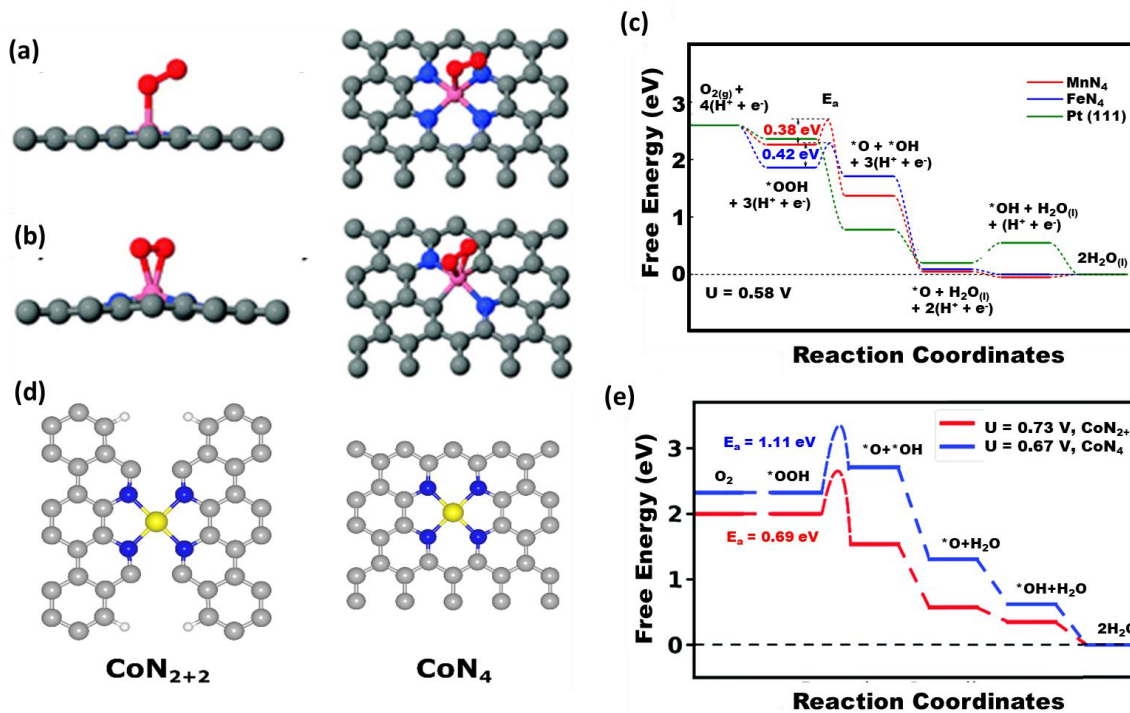 (a)
(b)
(c)
Free Energy (eV)
3
2
1
0
O2(g) +
4(H+ + e-)
Ea
0.38 eV
0.42 eV
*OOH
+ 3(H+ + e-)
*O + *OH
+ 3(H+ + e-)
MnN4
FeN4
Pt (111)
*OH + H2O(l)
+ (H+ + e-)
2H2O(l)
*O + H2O(l)
+ 2(H+ + e-)
U = 0.58 V
Reaction Coordinates
(d)
CoN2+2
CoN4
(e)
Free Energy (eV)
3
2
1
0
U = 0.73 V, CoN2+
U = 0.67 V, CoN4
Ea = 1.11 eV
O2
*OOH
*O+*OH
Ea = 0.69 eV
*O+H2O
*OH+H2O
2H2O
Reaction Coordinates